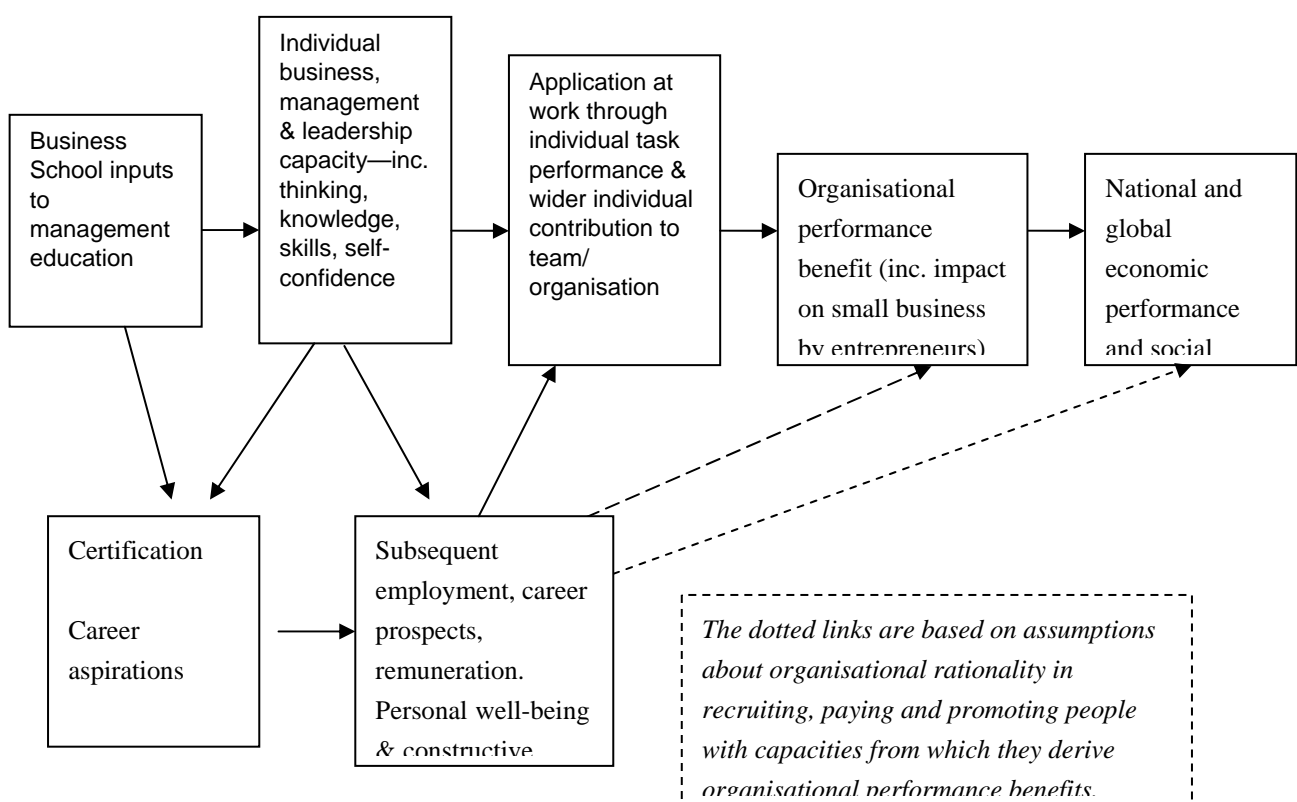 Business
School inputs
to
management
education
Individual
business,
management
& leadership
capacity—inc.
thinking,
knowledge,
skills, self-
confidence
Application at
work through
individual task
performance &
wider individual
contribution to
team/
organisation
Organisational
performance
benefit (inc. impact
on small business
by entrepreneurs)
National and
global
economic
performance
and social
Certification
Career
aspirations
Subsequent
employment, career
prospects,
remuneration.
Personal well-being
& constructive
The dotted links are based on assumptions
about organisational rationality in
recruiting, paying and promoting people
with capacities from which they derive
organisational performance benefits.